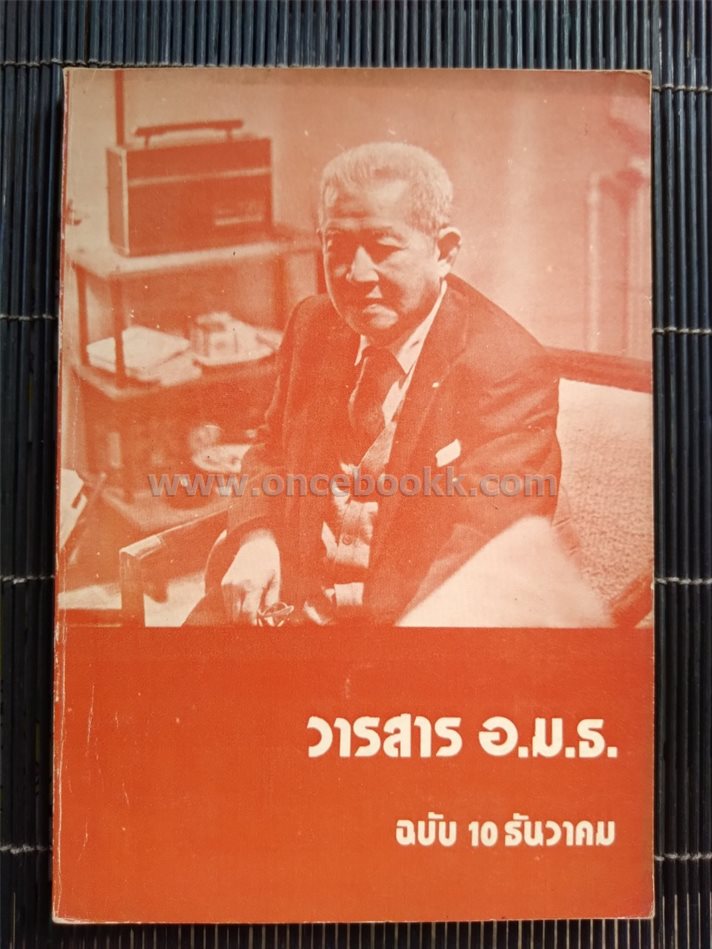 www.oncebookk.com
วารสาร อ.ม.ธ.
ฉบับ 10 ธันวาคม